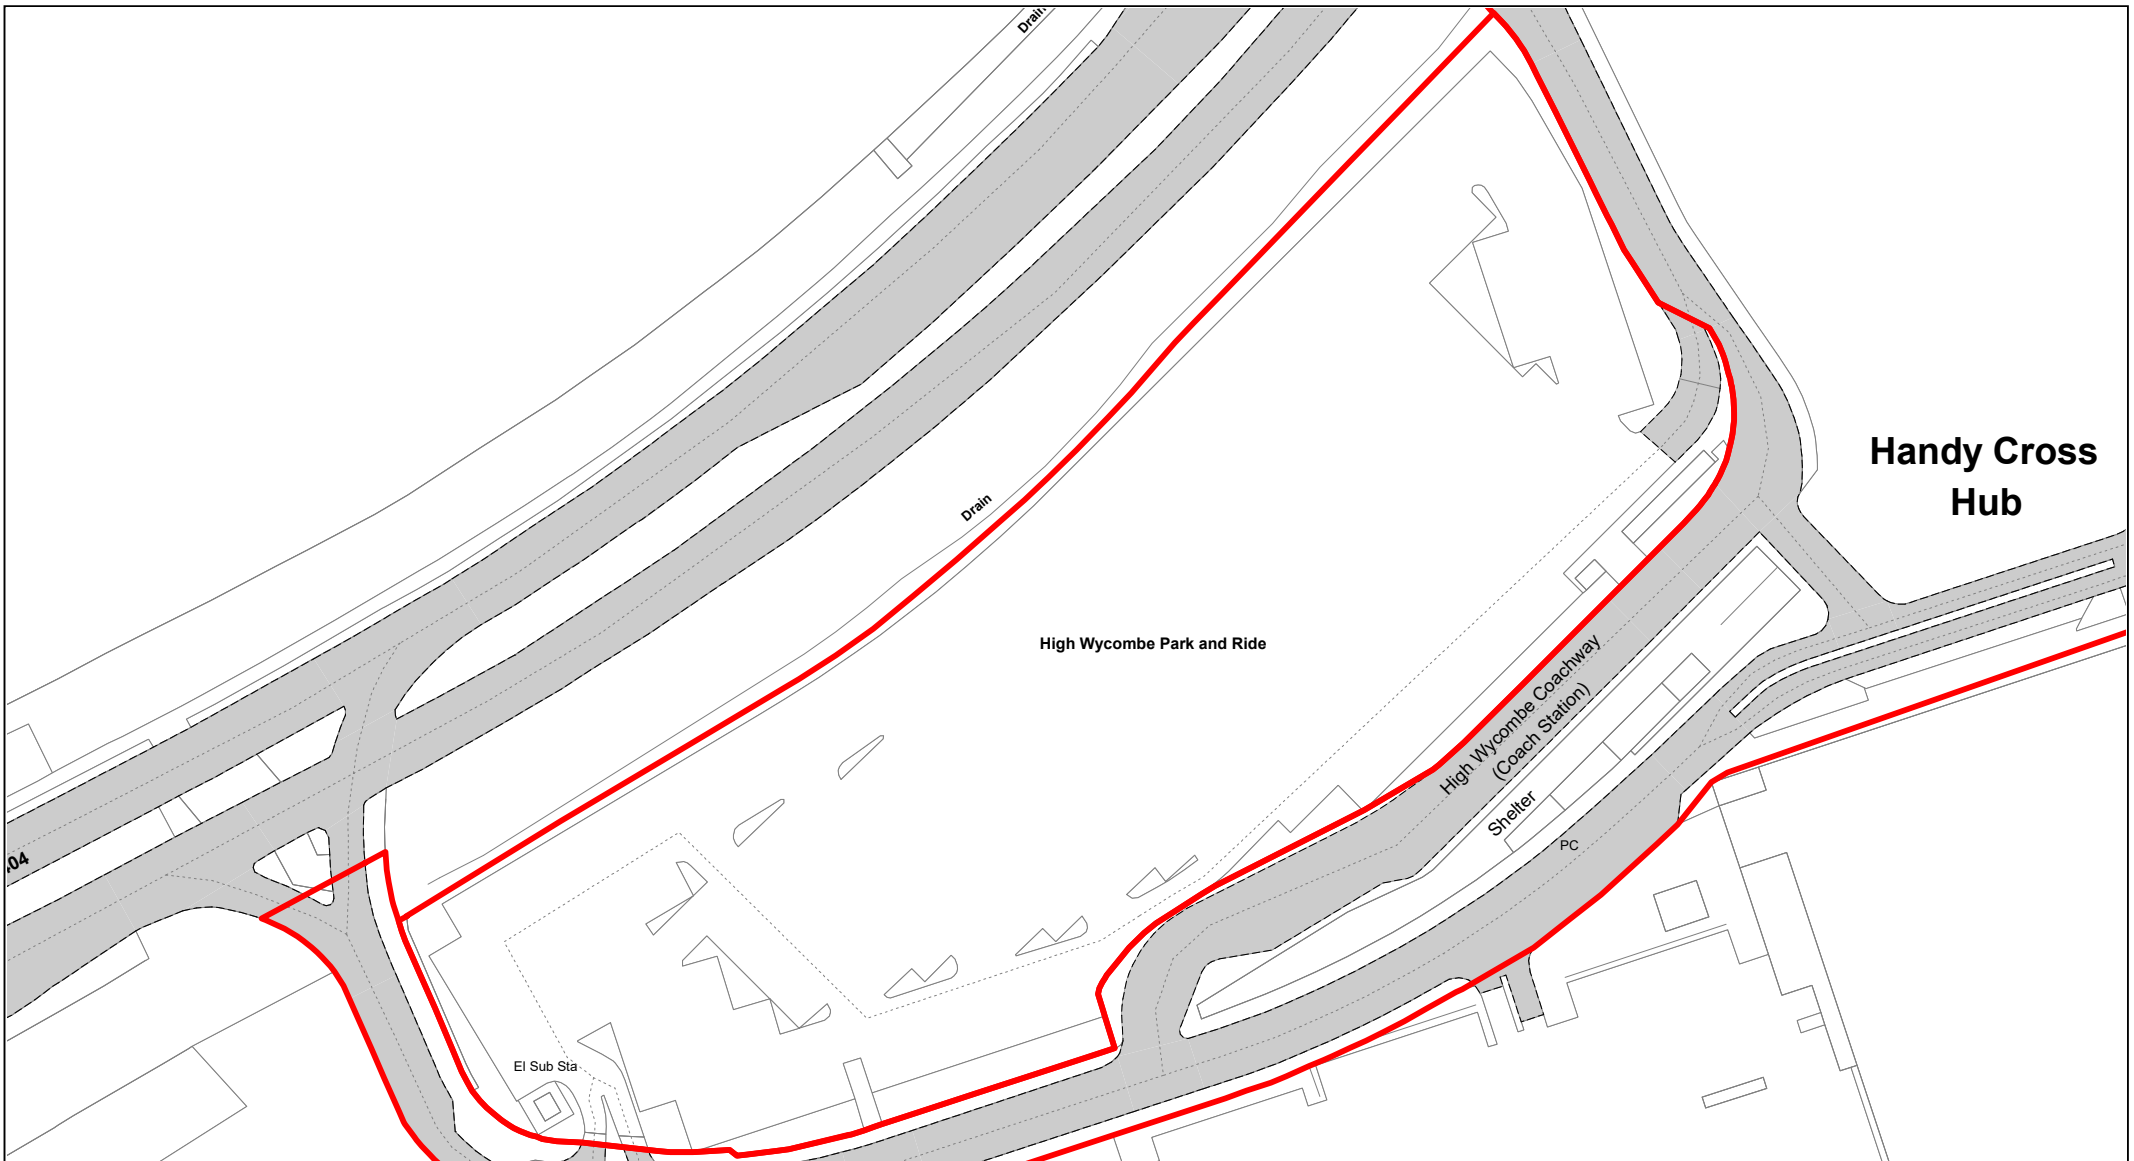 Drain
Handy Cross
Hub
Drain
High Wycombe Park and Ride
High Wycombe Coachway
(Coach Station)
Shelter
PC
El Sub Sta